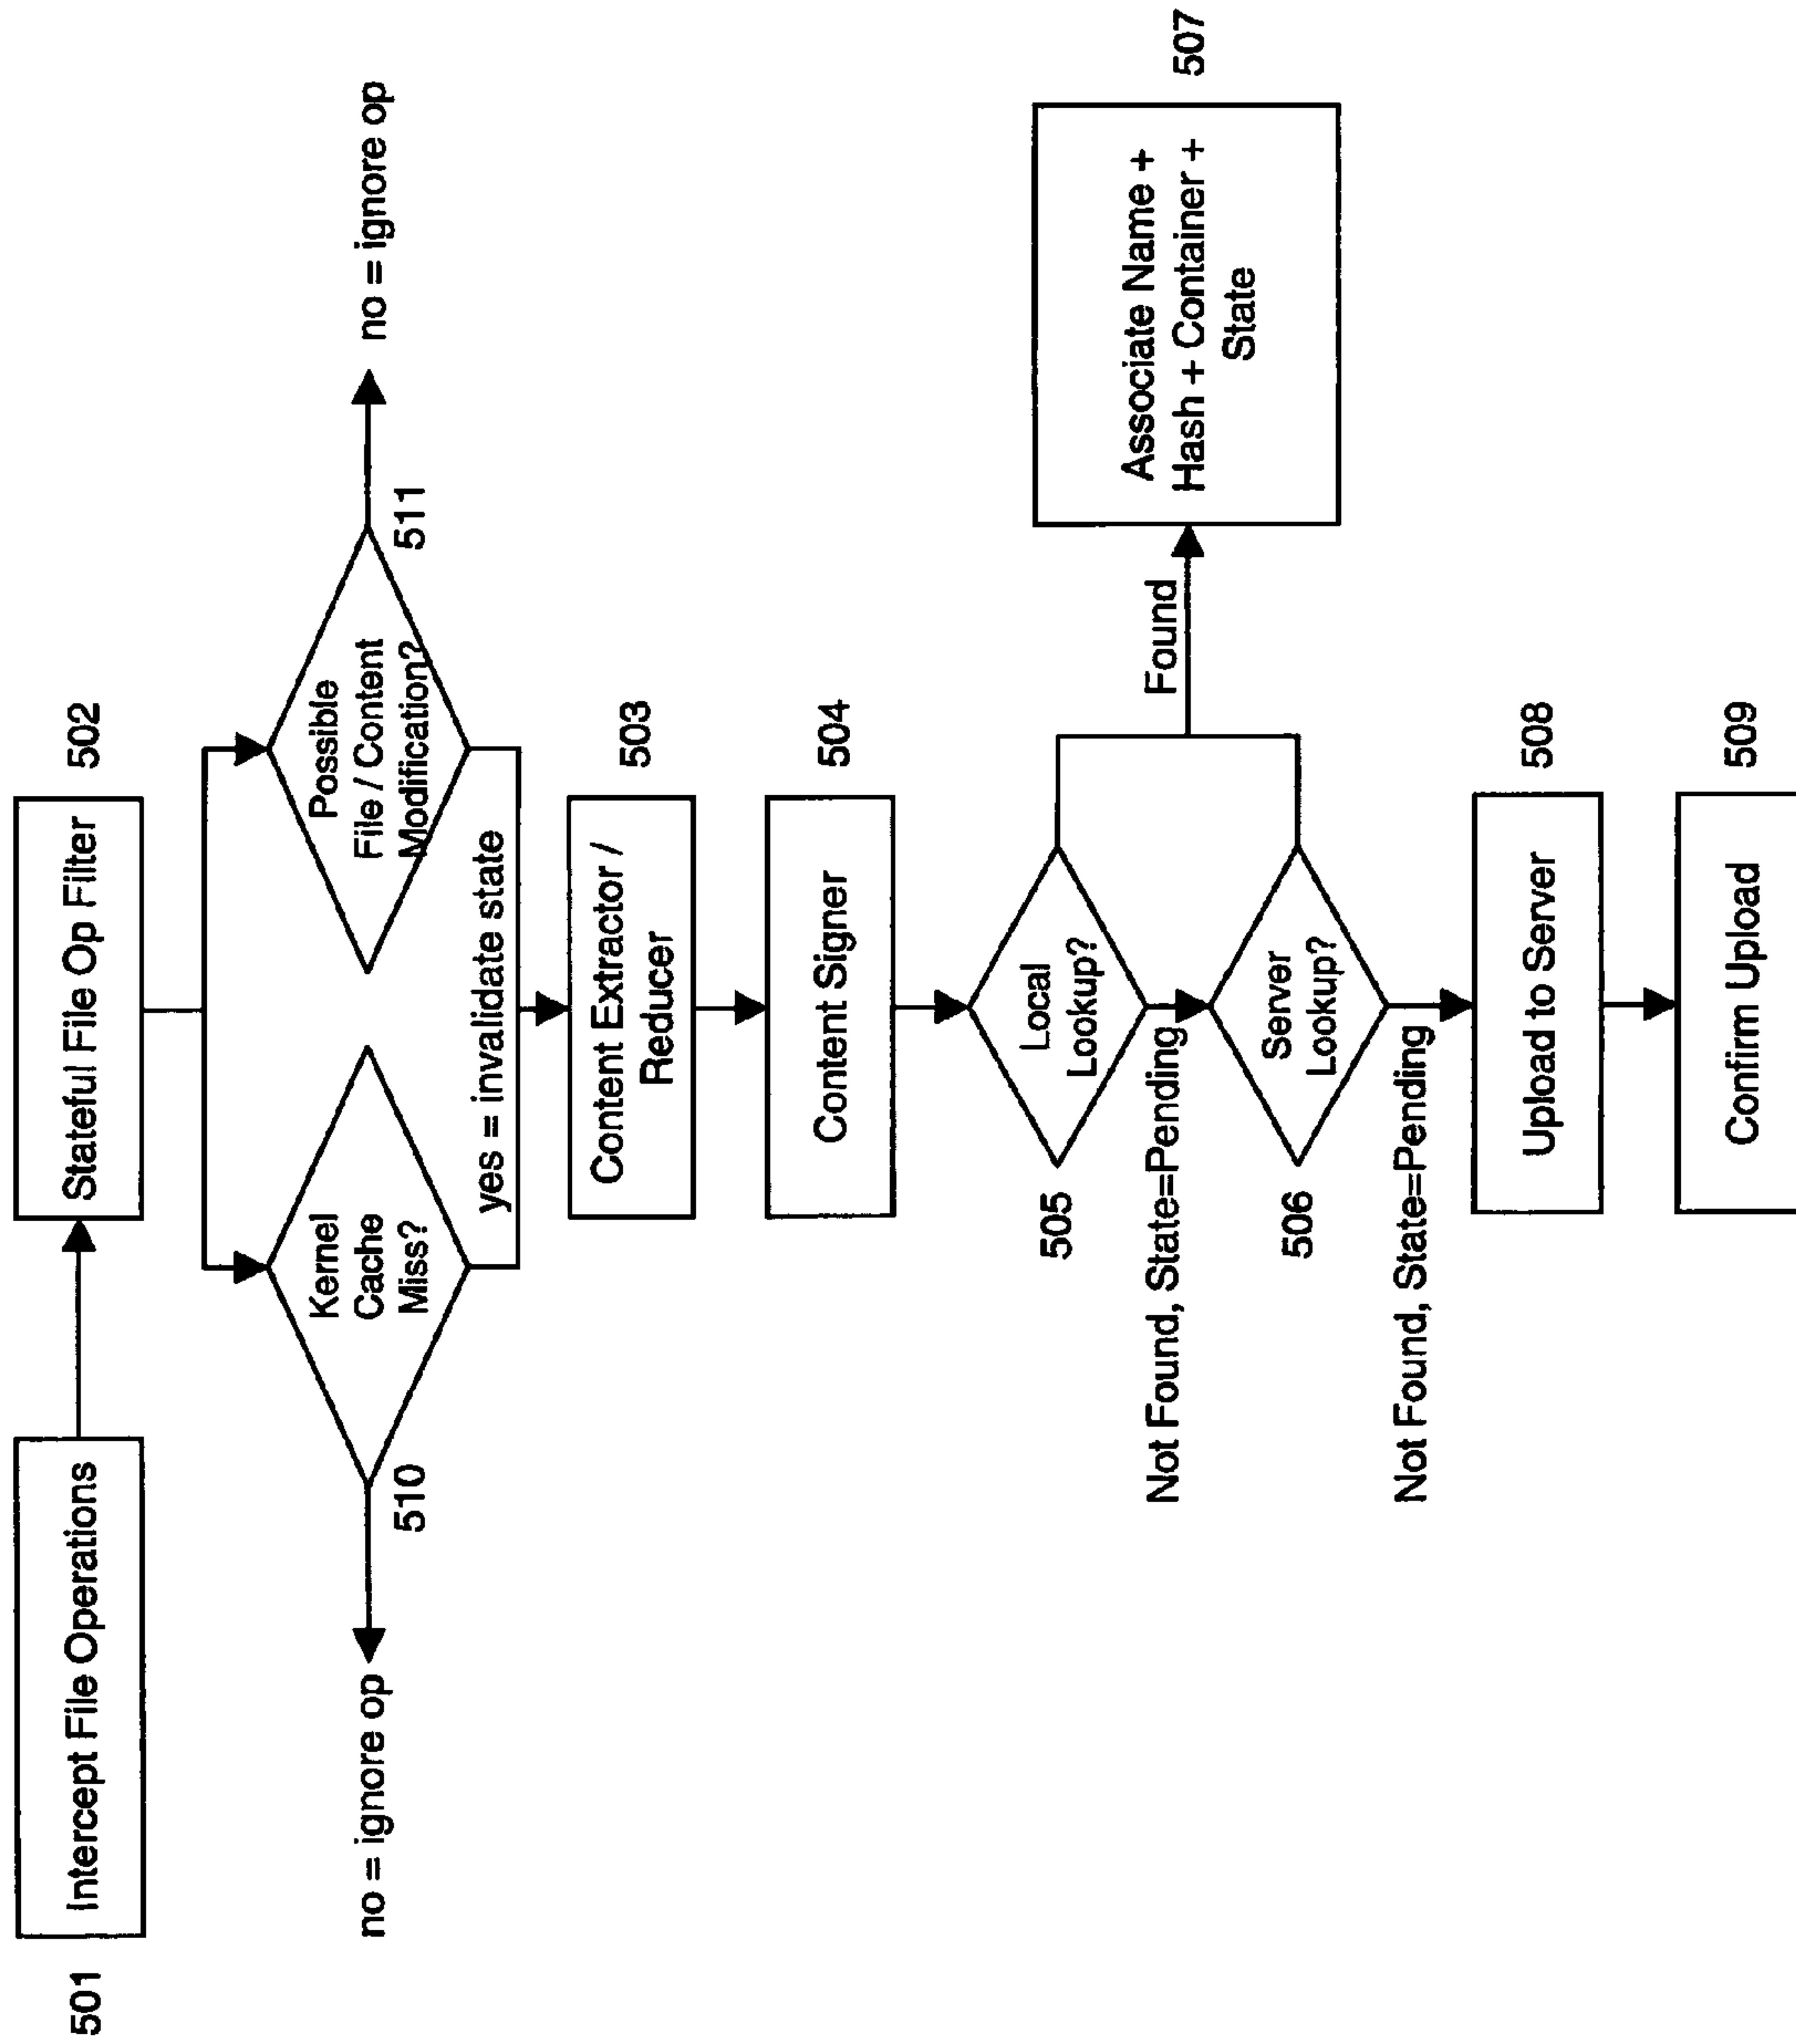 501
Intercept File Operations
Stateful File Op Filter
502
no = ignore op
510
Kernel
Cache
Miss?
Possible
File / Content
Modification?
511
no = ignore op
yes = invalidate state
Content Extractor /
Reducer
503
Content Signer
504
505
Local
Lookup?
Not Found, State=Pending
Found
Associate Name +
Hash + Container +
State
507
506
Server
Lookup?
Not Found, State=Pending
Upload to Server
508
Confirm Upload
509